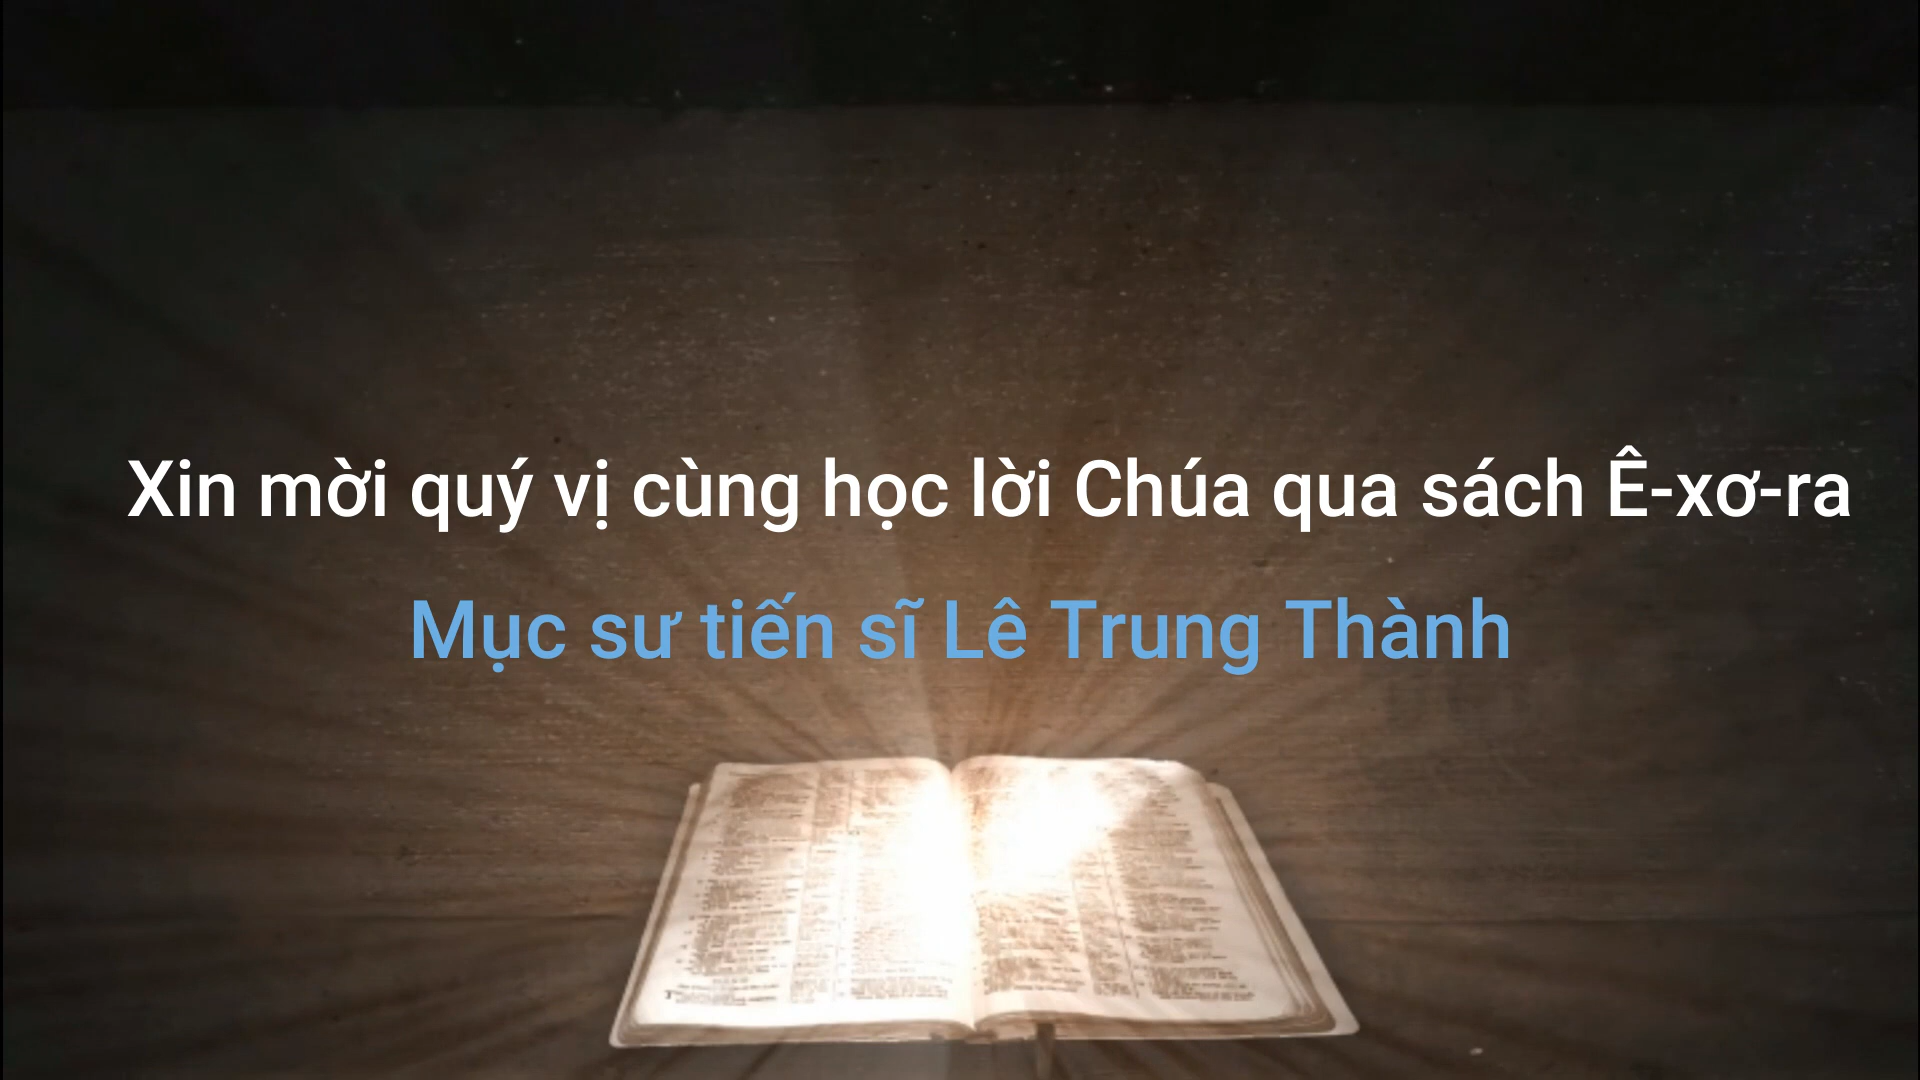 Xin mời quý vị cùng học lời Chúa qua sách Ê-xơ-ra
Mục sư tiến sĩ Lê Trung Thành